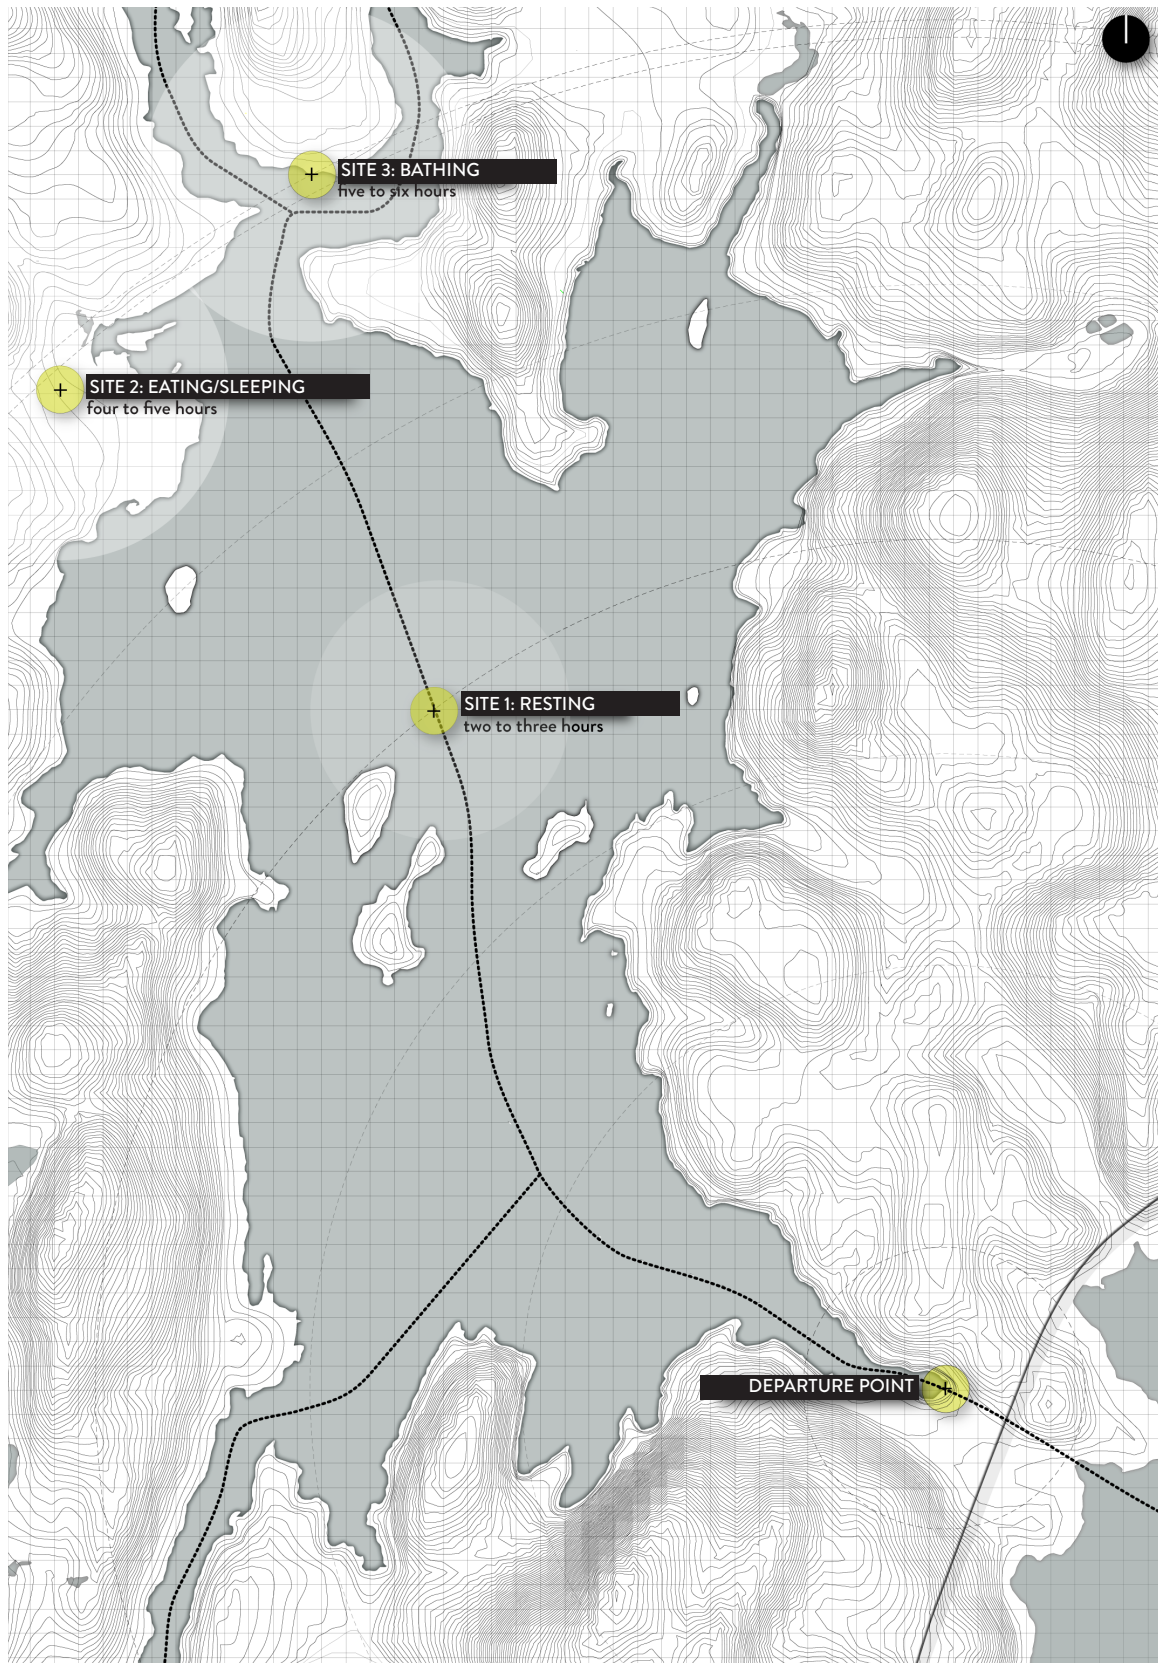 SITE 3: BATHING
five to six hours
SITE 2: EATING/SLEEPING
four to five hours
SITE 1: RESTING
two to three hours
DEPARTURE POINT